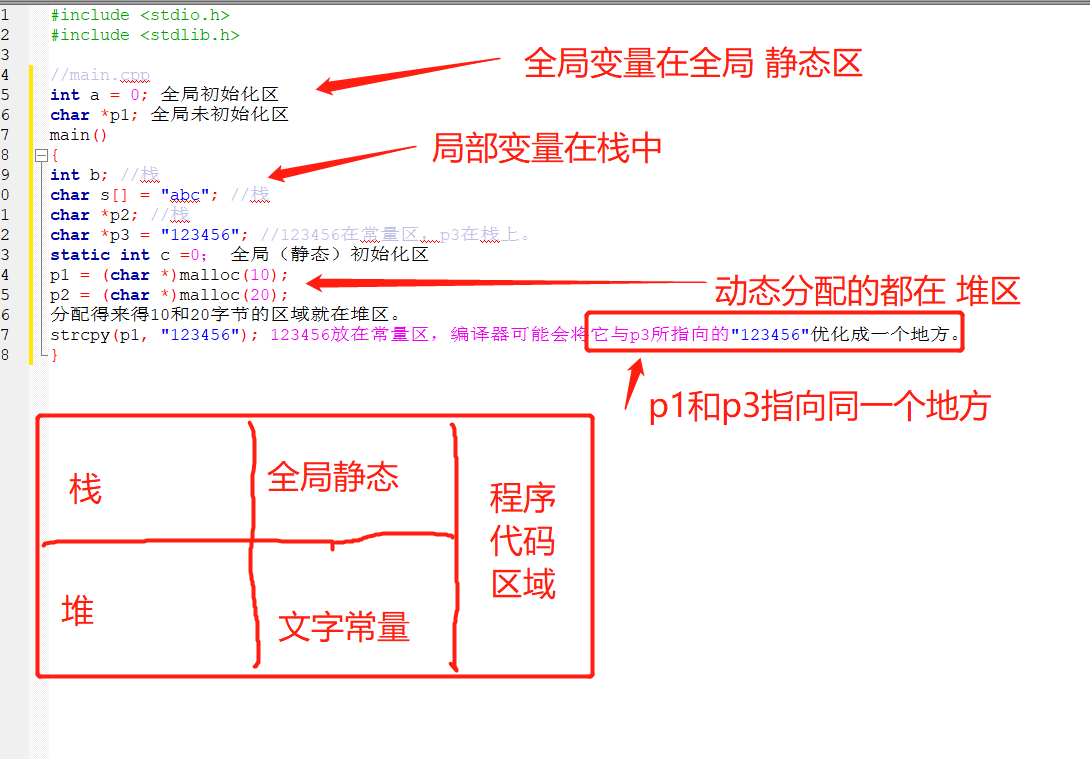 1 #include <stdio.h>
2 #include <stdlib.h>
3
4 //main.cpp
全局变量在全局 静态区
5 int a = 0; 全局初始化区
6 char *p1; 全局未初始化区
7 main()
局部变量在栈中
8 {
9 int b; //栈
0 char s[] = "abc"; //栈
1 char *p2; //栈
2 char *p3 = "123456"; //123456在常量区，p3在栈上。
3 static int c =0； 全局（静态）初始化区
4 p1 = (char *)malloc(10);
5 p2 = (char *)malloc(20);
动态分配的都在 堆区
6 分配得来得10和20字节的区域就在堆区。
7 strcpy(p1, "123456"); 123456放在常量区，编译器可能会将它与p3所指向的"123456"优化成一个地方。
8 }
p1和p3指向同一个地方
栈
全局静态
程序
代码
区域
堆
文字常量